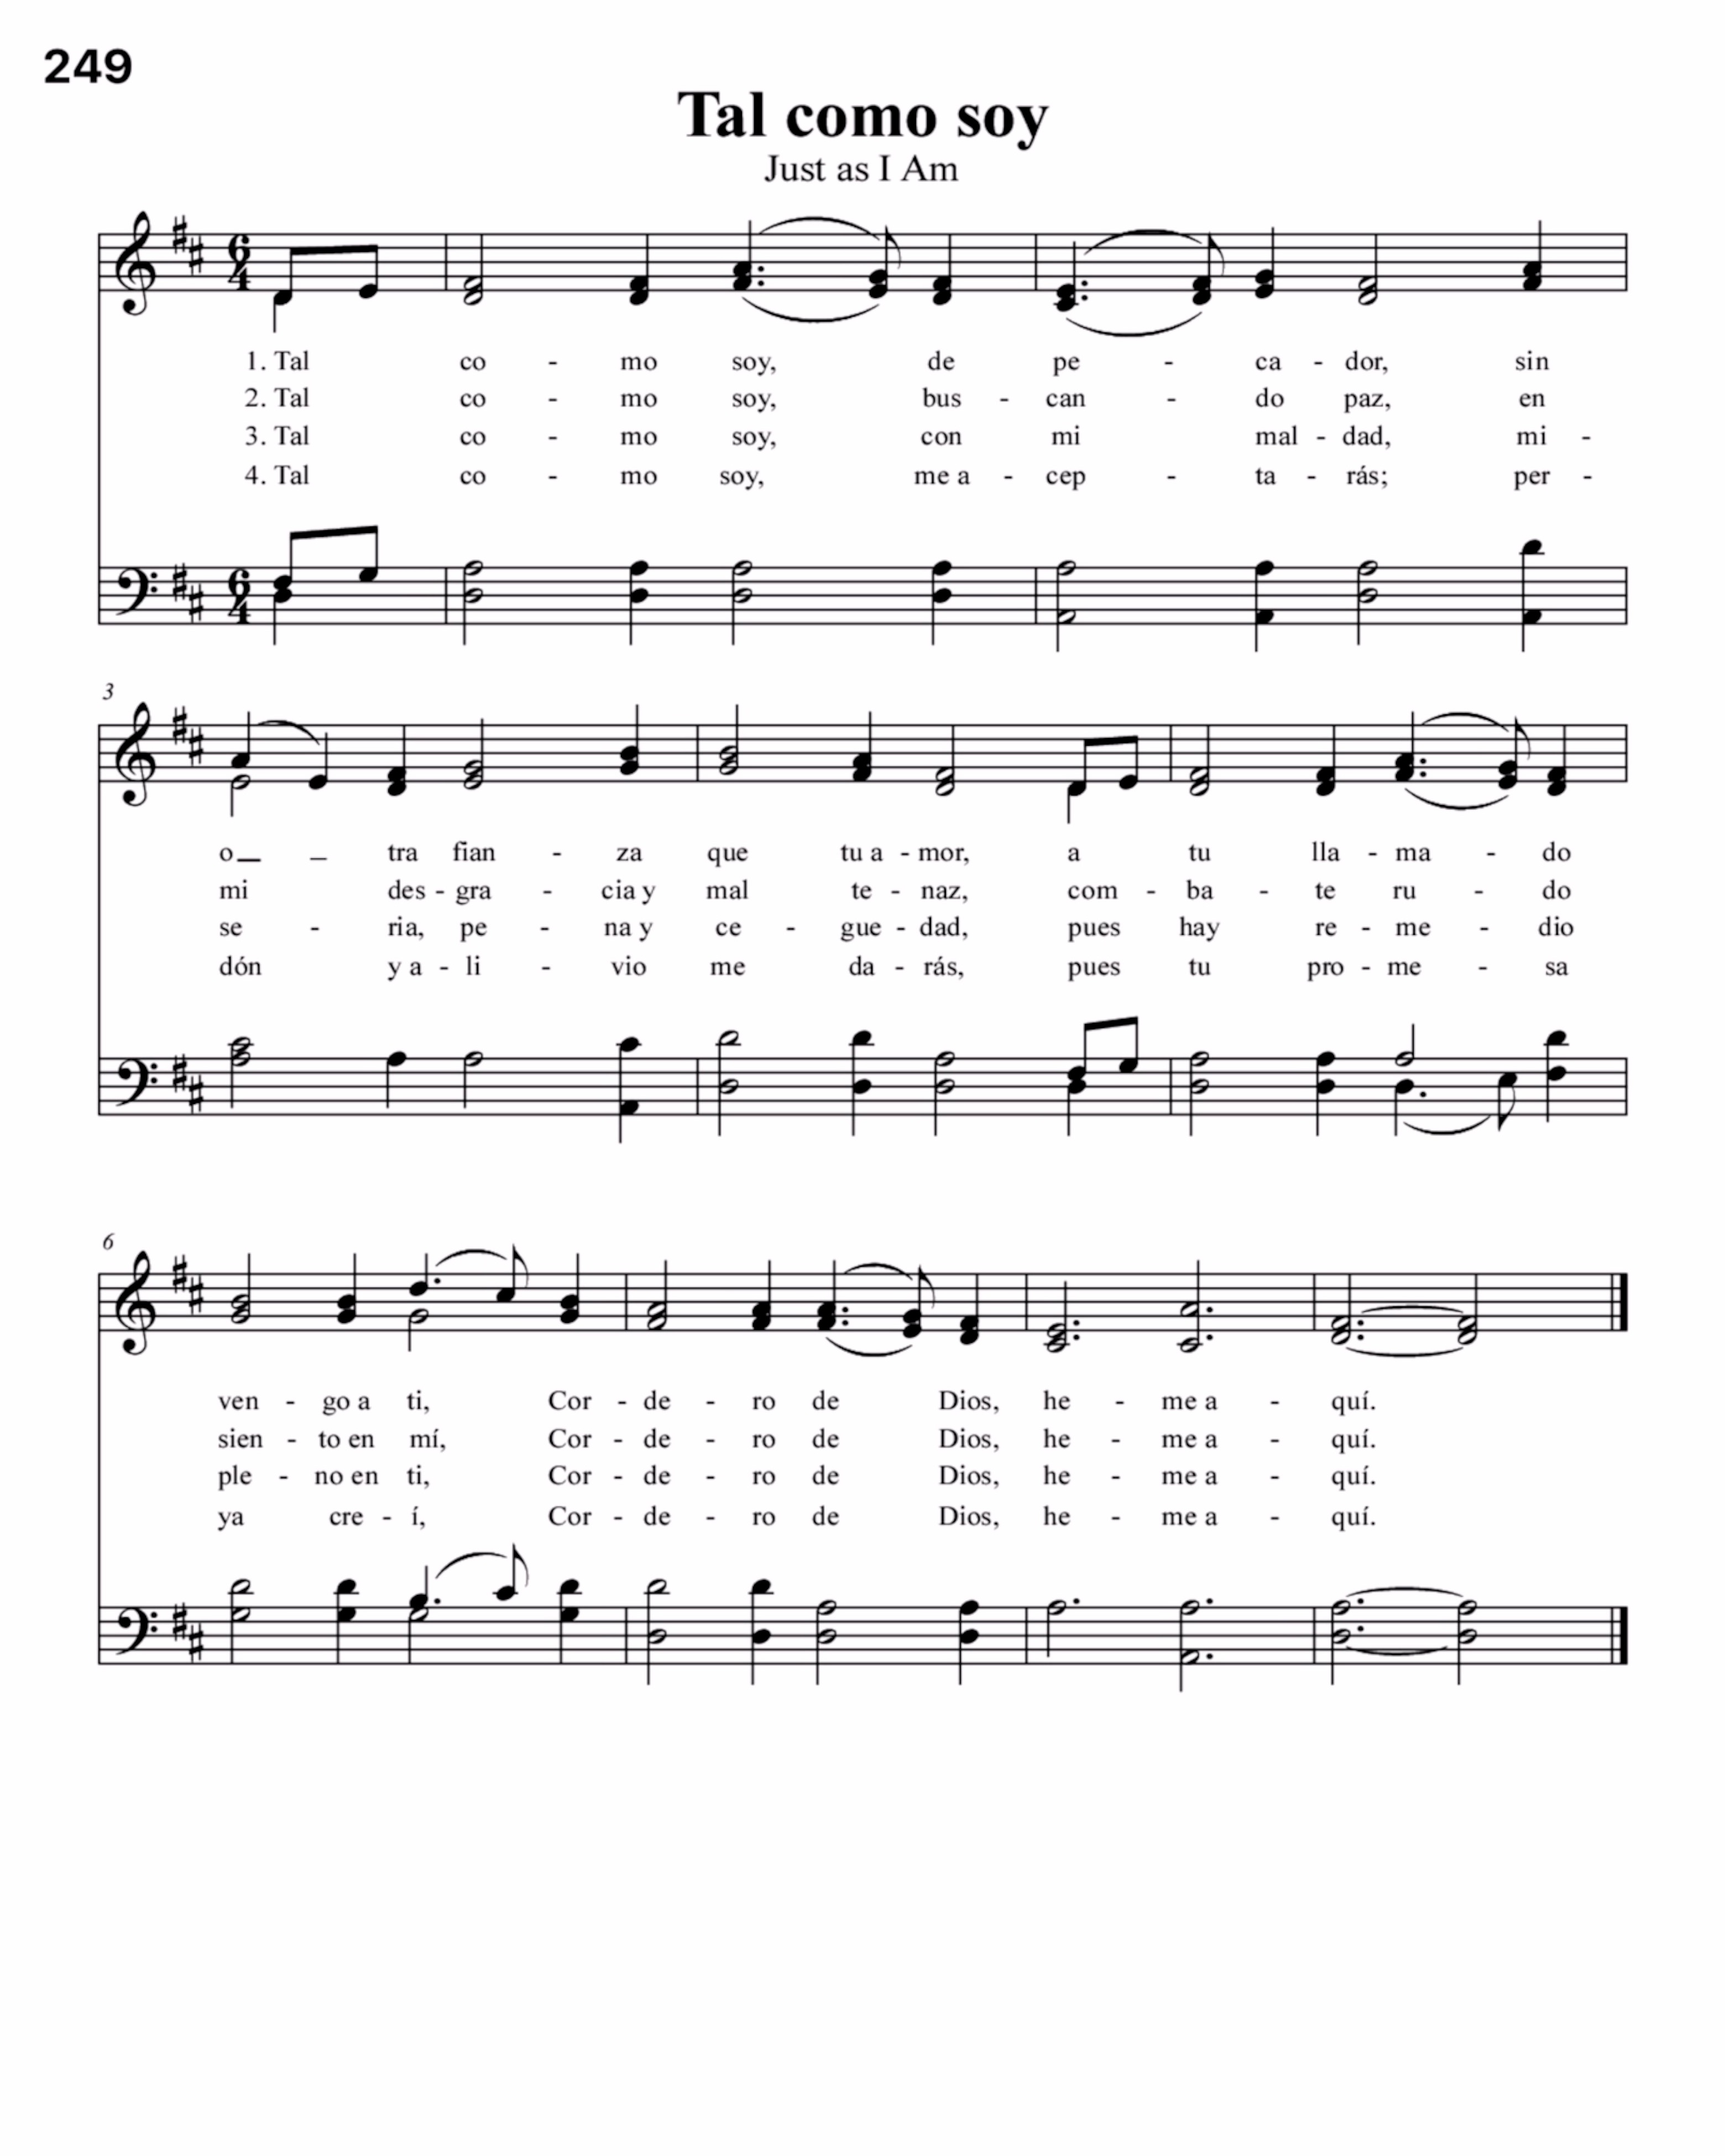 249
Tal como soy
Just as I Am
6
4
1. Tal co - mo soy, de pe - ca - dor, sin
2. Tal co - mo soy, bus - can - do paz, en
3. Tal co - mo soy, con mi mal - dad, mi -
4. Tal co - mo soy, me a - cep - ta - rás; per -
6
4
3
o — – tra fian - za que tu a - mor, a tu lla - ma - do
mi des - gra - cia y mal te - naz, com - ba - te ru - do
se - ria, pe - na y ce - gue - dad, pues hay re - me - dio
dón y a - li - vio me da - rás, pues tu pro - me - sa
6
ven - go a ti, Cor - de - ro de Dios, he - me a - quí.
sien - to en mí, Cor - de - ro de Dios, he - me a - quí.
ple - no en ti, Cor - de - ro de Dios, he - me a - quí.
ya cre - í, Cor - de - ro de Dios, he - me a - quí.